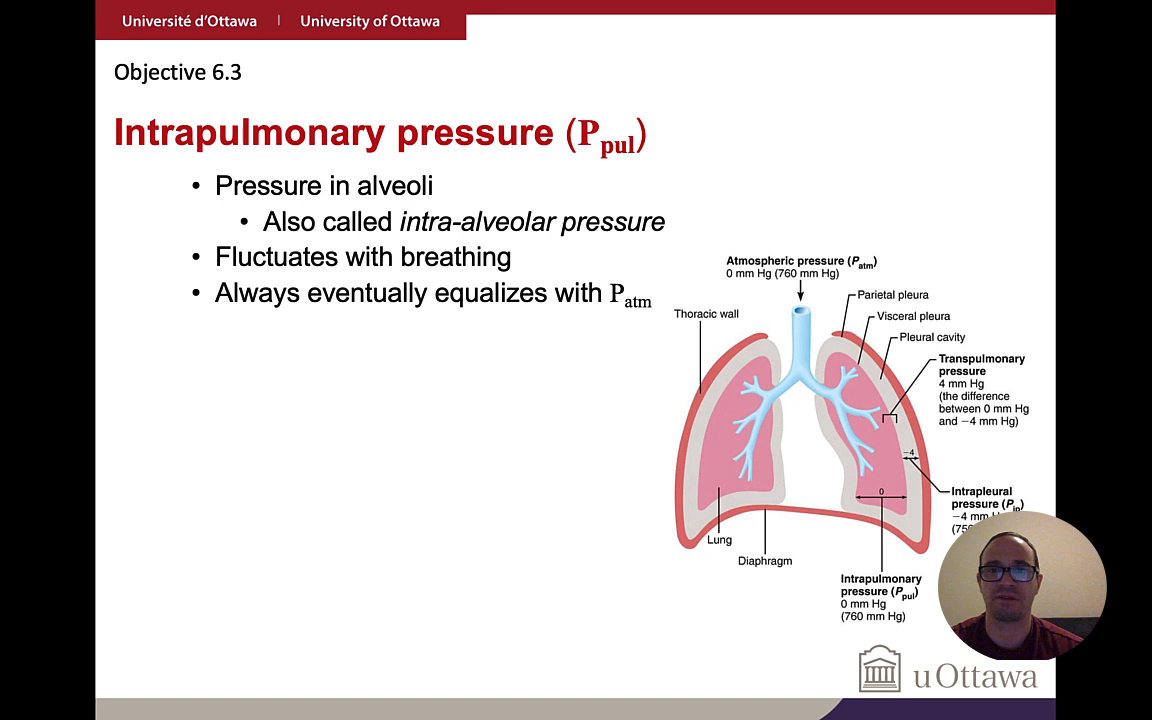 Université d'Ottawa | University of Ottawa
Objective 6.3
Intrapulmonary pressure (Ppul)
• Pressure in alveoli
• Also called intra-alveolar pressure
• Fluctuates with breathing
• Always eventually equalizes with Patm
Atmospheric pressure (Patm)
0 mm Hg (760 mm Hg)
Parietal pleura
Thoracic wall
Visceral pleura
Pleural cavity
Transpulmonary
pressure
4 mm Hg
(the difference
between 0 mm Hg
and −4 mm Hg)
−4
0
Intrapleural
pressure (Pip)
−4 mm
Lung
Diaphragm
Intrapulmonary
pressure (Ppul)
0 mm Hg
(760 mm Hg)
uOttawa